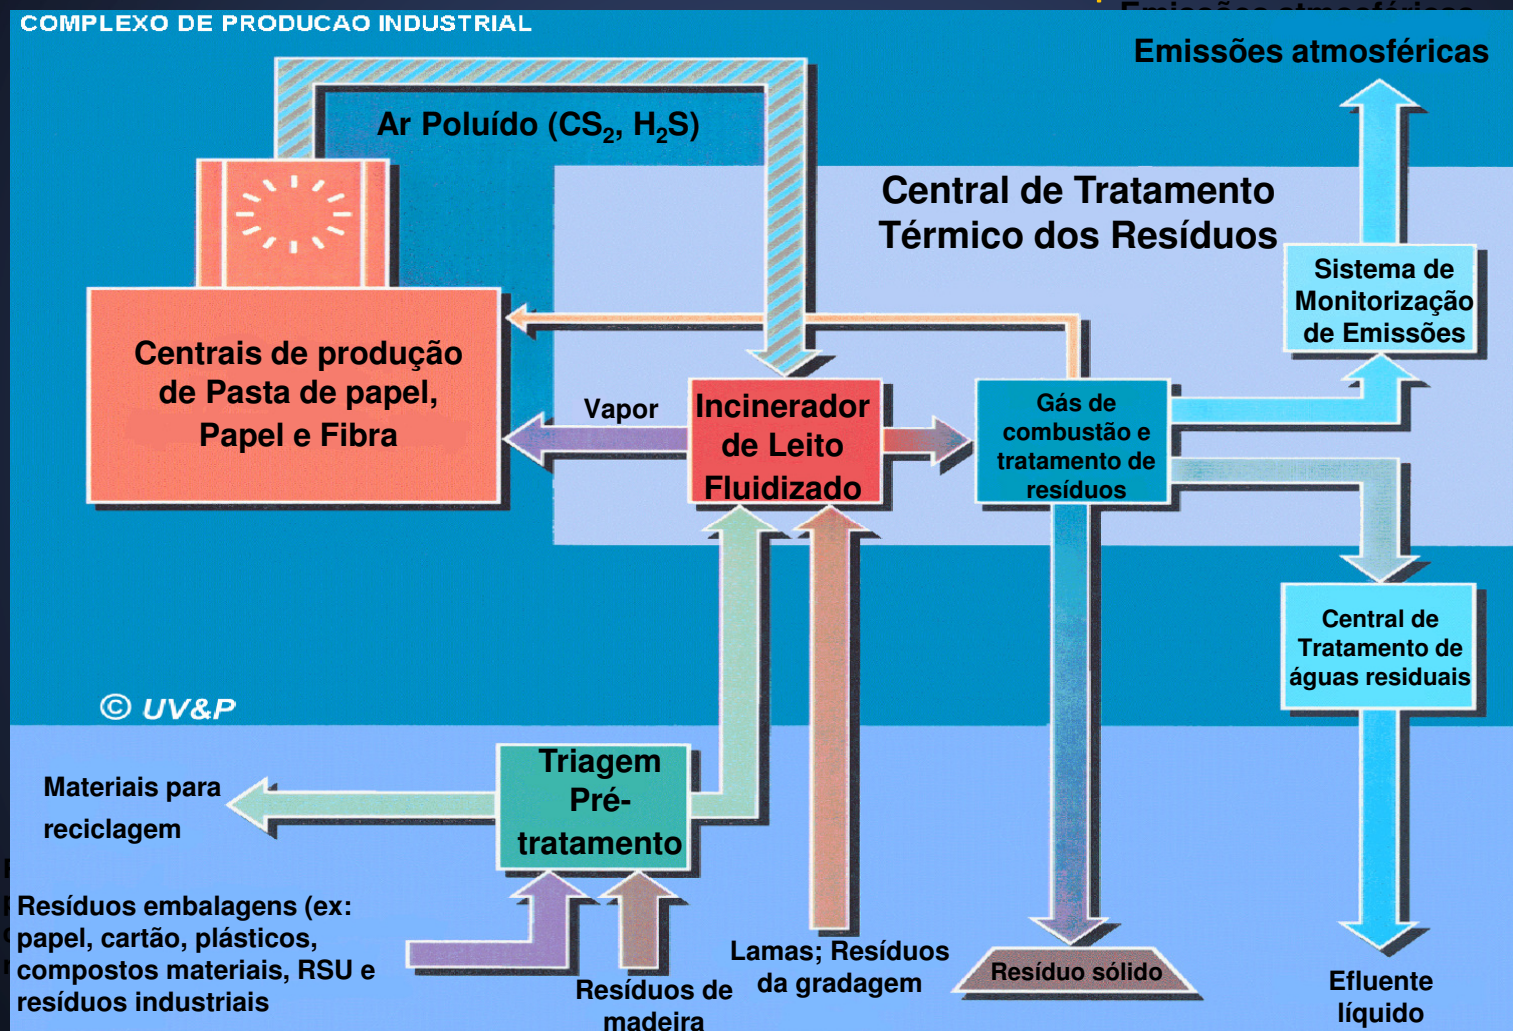 Emissões atmosféricas
COMPLEXO DE PRODUCAO INDUSTRIAL
Emissões atmosféricas
Ar Poluído (CS₂, H₂S)
Central de Tratamento
Térmico dos Resíduos
Sistema de
Monitorização
de Emissões
Centrais de produção
de Pasta de papel,
Papel e Fibra
Vapor
Incinerador
de Leito
Fluidizado
Gás de
combustão e
tratamento de
resíduos
Central de
Tratamento de
águas residuais
© UV&P
Materiais para
reciclagem
Triagem
Pré-
tratamento
Resíduos embalagens (ex:
papel, cartão, plásticos,
compostos materiais, RSU e
resíduos industriais
Resíduos de
madeira
Lamas; Resíduos
da gradagem
Resíduo sólido
Efluente
líquido